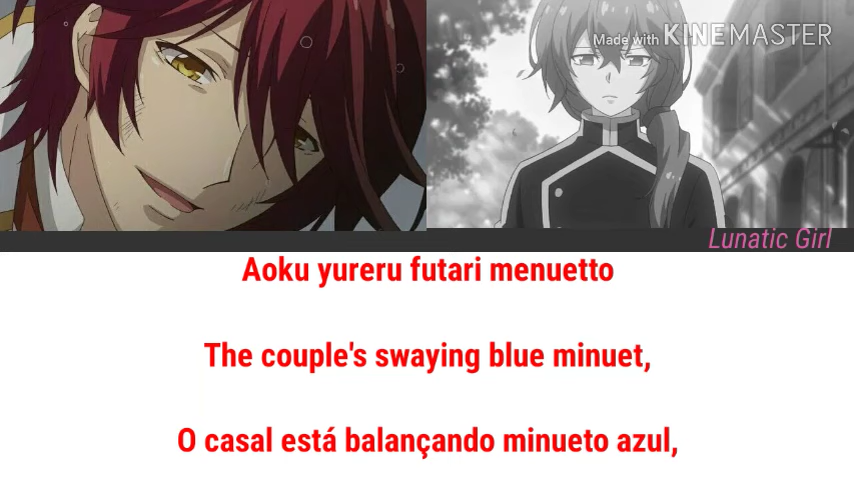 Made with KINEMASTER
Lunatic Girl
Aoku yureru futari menuetto
The couple's swaying blue minuet,
O casal está balançando minueto azul,